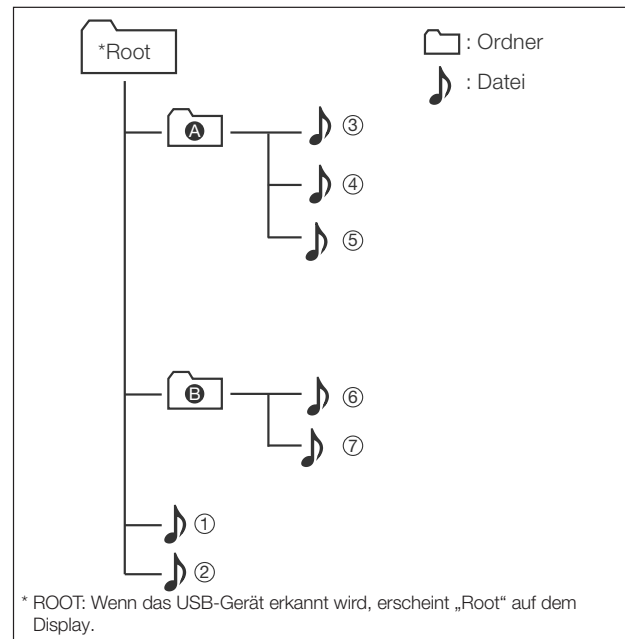 *Root
: Ordner
: Datei
A
③
④
⑤
B
⑥
⑦
①
②
* ROOT: Wenn das USB-Gerät erkannt wird, erscheint „Root“ auf dem
Display.